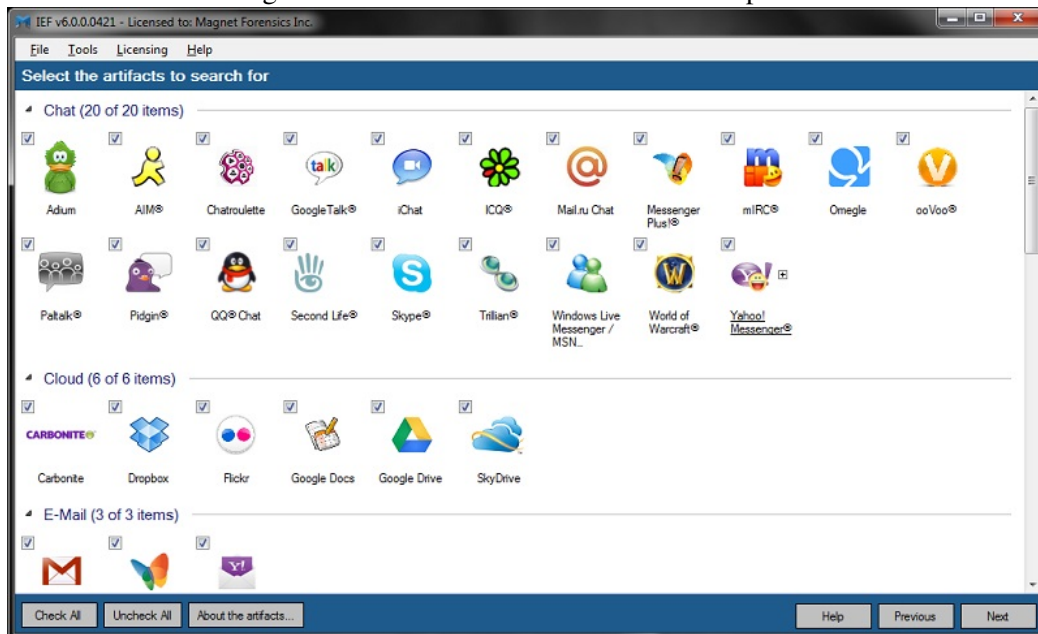 IEF v6.0.0.0421 - Licensed to: Magnet Forensics Inc.
File Tools Licensing Help
Select the artifacts to search for
Chat (20 of 20 items)
talk
Adium AIM® Chatroulette Google Talk® iChat ICQ® Mail.ru Chat Messenger Plus!® mIRC® Omegle ooVoo®
Paltalk® Pidgin® QQ® Chat Second Life® Skype® Trillian® Windows Live Messenger / MSN... World of Warcraft® Yahoo! Messenger®
Cloud (6 of 6 items)
CARBONITE
Carbonite Dropbox Flickr Google Docs Google Drive SkyDrive
E-Mail (3 of 3 items)
Y!
Check All Uncheck All About the artifacts... Help Previous Next